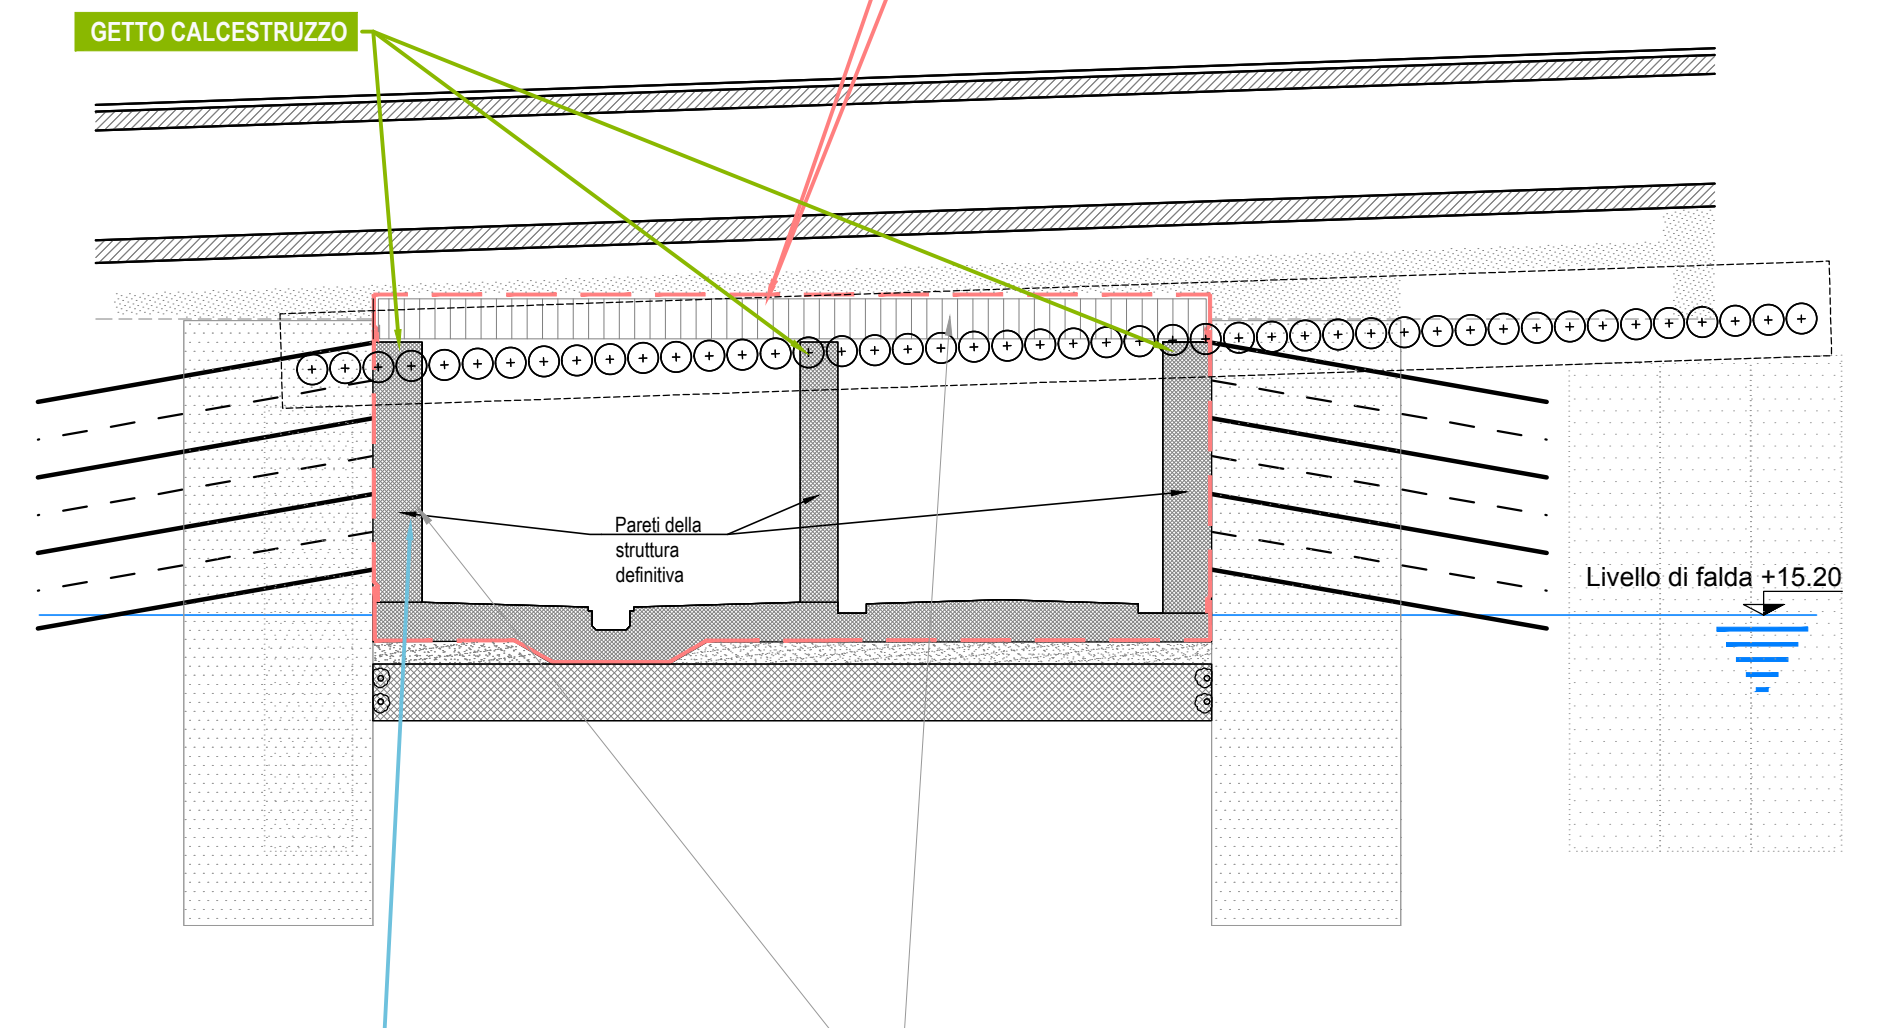 GETTO CALCESTRUZZO
Pareti della
struttura
definitiva
Livello di falda +15.20